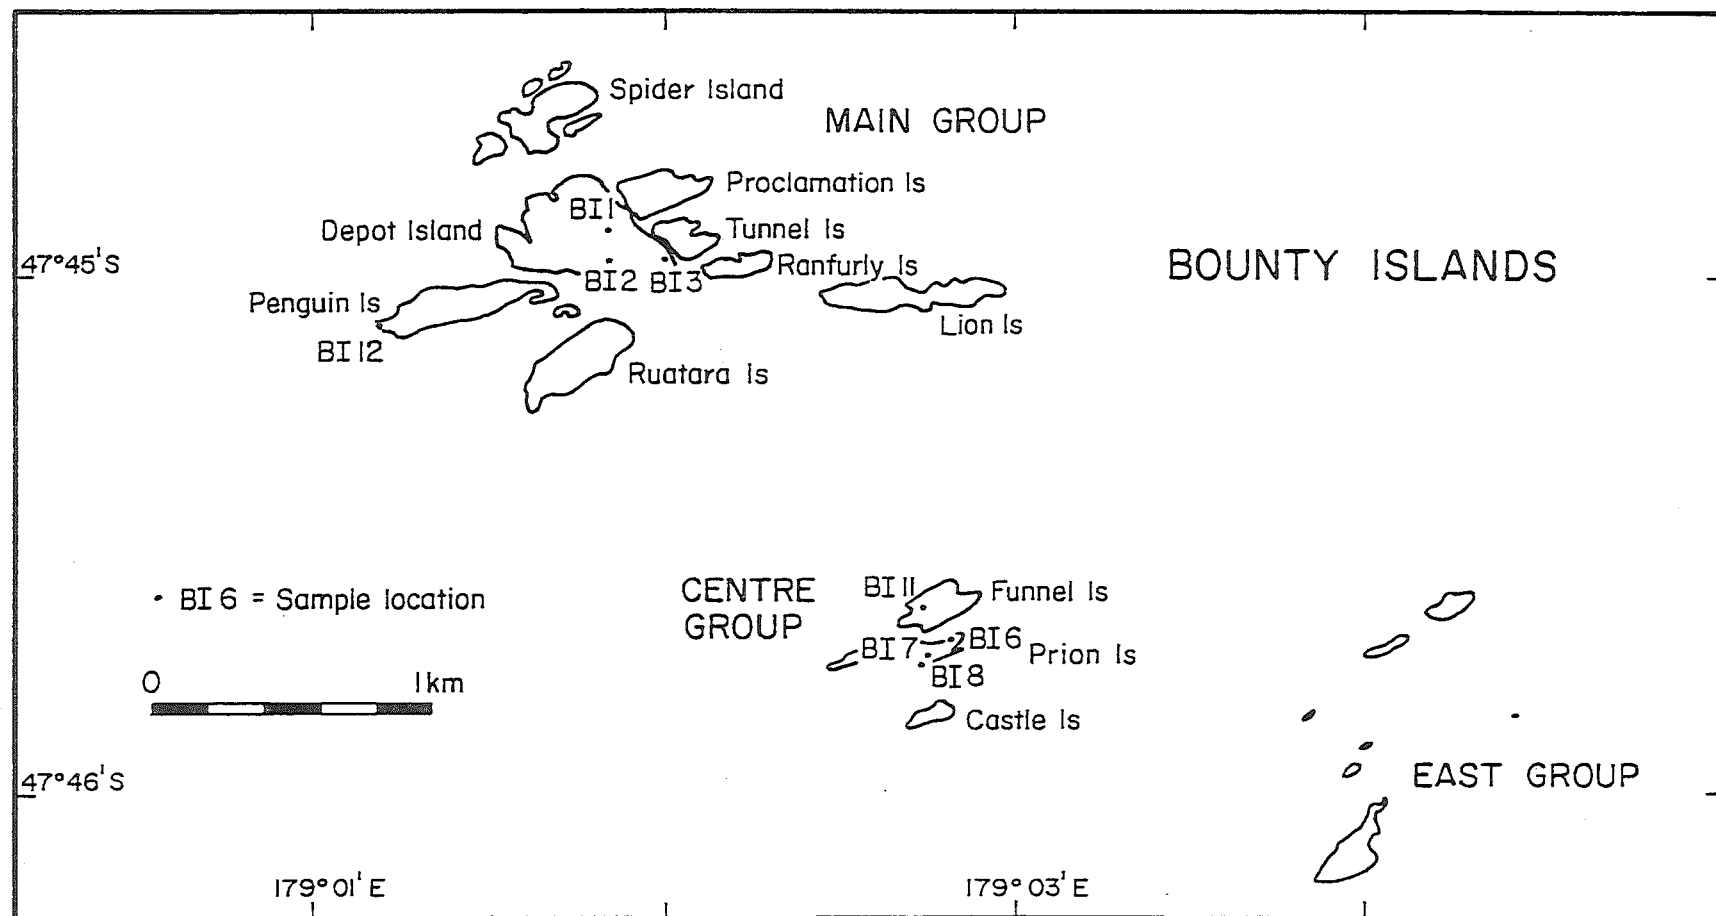 Spider Island
MAIN GROUP
Proclamation Is
BI1
Depot Island
Tunnel Is
47°45'S
BI2
BI3
Ranfurly Is
BOUNTY ISLANDS
Penguin Is
Lion Is
BI12
Ruatara Is
BI6 = Sample location
CENTRE
GROUP
BI11
Funnel Is
BI7
BI6
Prion Is
BI8
0
1km
Castle Is
47°46'S
EAST GROUP
179°01'E
179°03'E